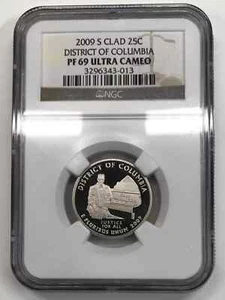 2009 S CLAD 25C
DISTRICT OF COLUMBIA
PF 69 ULTRA CAMEO
3296343-013
NGC
DISTRICT OF COLUMBIA
JUSTICE
FOR ALL
E PLURIBUS UNUM 2009